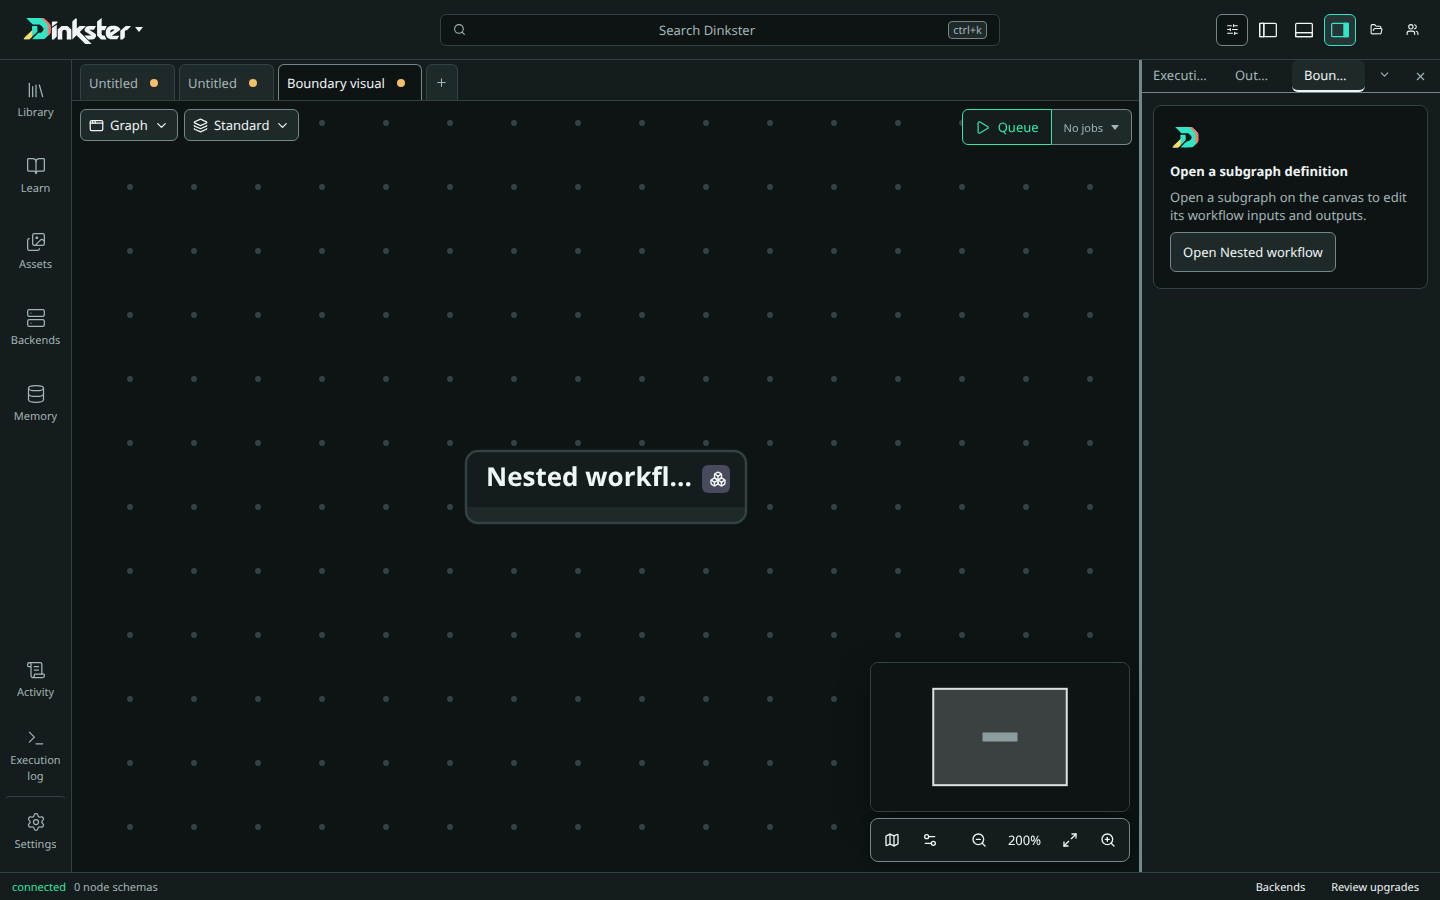 Dinkster
Search Dinkster
ctrl+k
Library
Learn
Assets
Backends
Memory
Activity
Execution
log
Settings
Untitled
Untitled
Boundary visual
Graph
Standard
Queue
No jobs
Nested workfl...
200%
Executi...
Out...
Boun...
Open a subgraph definition
Open a subgraph on the canvas to edit
its workflow inputs and outputs.
Open Nested workflow
connected
0 node schemas
Backends
Review upgrades